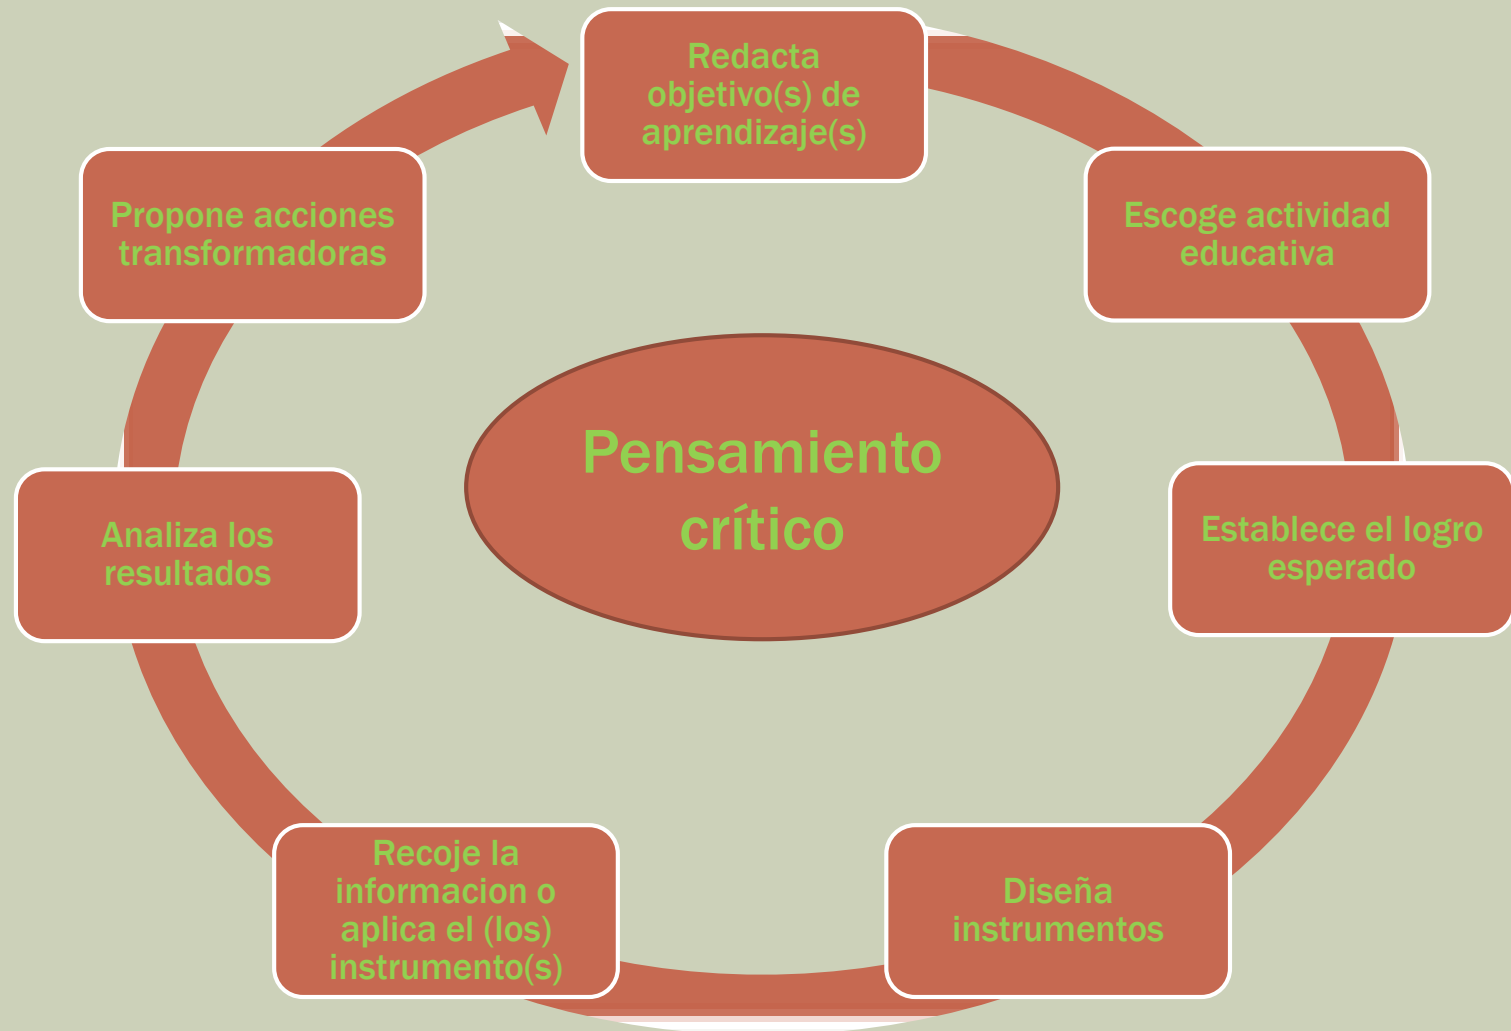 Redacta
objetivo(s) de
aprendizaje(s)
Escoge actividad
educativa
Establece el logro
esperado
Diseña
instrumentos
Recoje la
informacion o
aplica el (los)
instrumento(s)
Analiza los
resultados
Propone acciones
transformadoras
Pensamiento
crítico